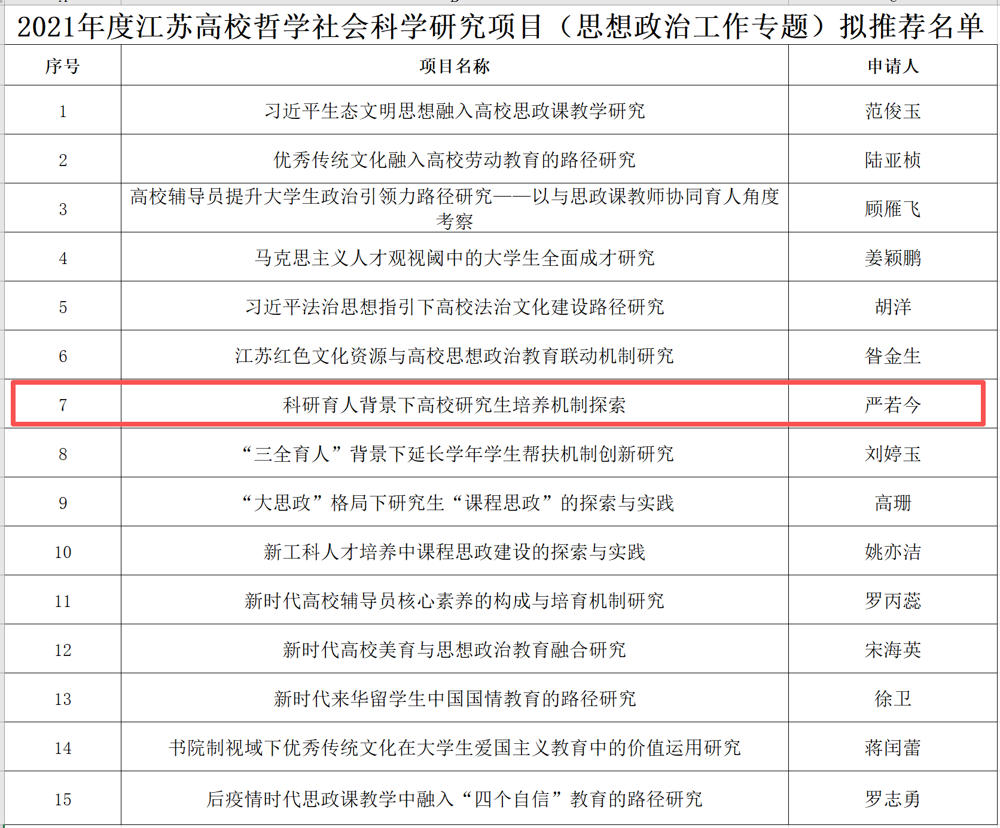 2021年度江苏高校哲学社会科学研究项目（思想政治工作专题）拟推荐名单
序号 项目名称 申请人
1 习近平生态文明思想融入高校思政课教学研究 范俊玉
2 优秀传统文化融入高校劳动教育的路径研究 陆亚桢
3 高校辅导员提升大学生政治引领力路径研究——以与思政课教师协同育人角度 顾雁飞
考察
4 马克思主义人才观视阈中的大学生全面成才研究 姜颖鹏
5 习近平法治思想指引下高校法治文化建设路径研究 胡洋
6 江苏红色文化资源与高校思想政治教育联动机制研究 昝金生
7 科研育人背景下高校研究生培养机制探索 严若今
8 “三全育人”背景下延长学年学生帮扶机制创新研究 刘婷玉
9 “大思政”格局下研究生“课程思政”的探索与实践 高珊
10 新工科人才培养中课程思政建设的探索与实践 姚亦洁
11 新时代高校辅导员核心素养的构成与培育机制研究 罗丙蕊
12 新时代高校美育与思想政治教育融合研究 宋海英
13 新时代来华留学生中国国情教育的路径研究 徐卫
14 书院制视域下优秀传统文化在大学生爱国主义教育中的价值运用研究 蒋闰蕾
15 后疫情时代思政课教学中融入“四个自信”教育的路径研究 罗志勇